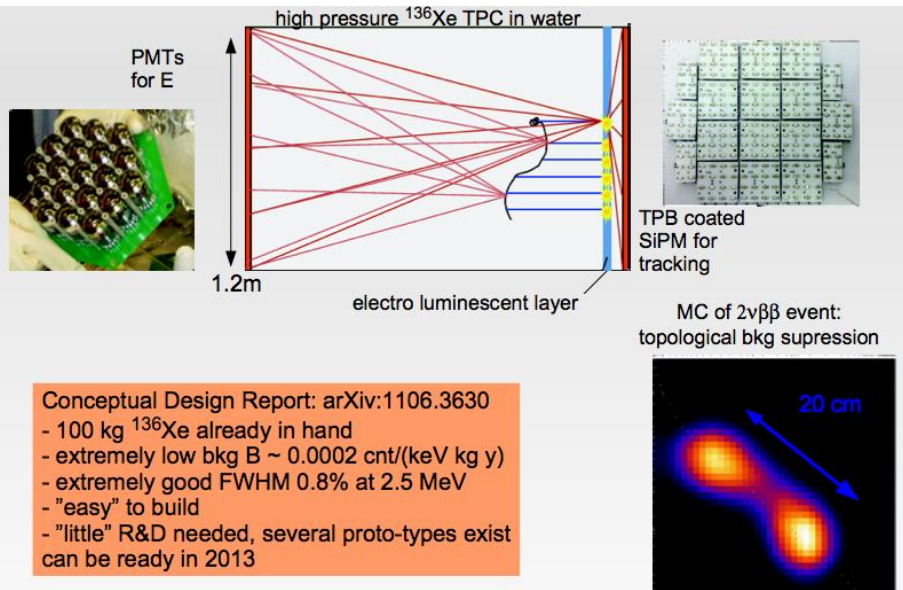 high pressure ¹³⁶Xe TPC in water
PMTs
for E
1.2m
TPB coated
SiPM for
tracking
electro luminescent layer
MC of 2νββ event:
topological bkg supression
20 cm
Conceptual Design Report: arXiv:1106.3630
- 100 kg ¹³⁶Xe already in hand
- extremely low bkg B ~ 0.0002 cnt/(keV kg y)
- extremely good FWHM 0.8% at 2.5 MeV
- "easy" to build
- "little" R&D needed, several proto-types exist
can be ready in 2013